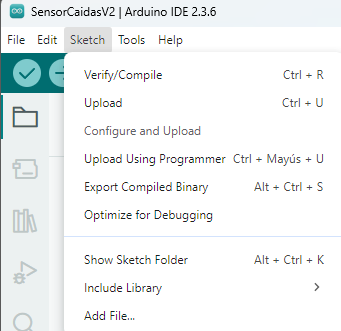 SensorCaidasV2 | Arduino IDE 2.3.6
File Edit Sketch Tools Help
Verify/Compile Ctrl + R
Upload Ctrl + U
Configure and Upload
Upload Using Programmer Ctrl + Mayús + U
Export Compiled Binary Alt + Ctrl + S
Optimize for Debugging
Show Sketch Folder Alt + Ctrl + K
Include Library
Add File...